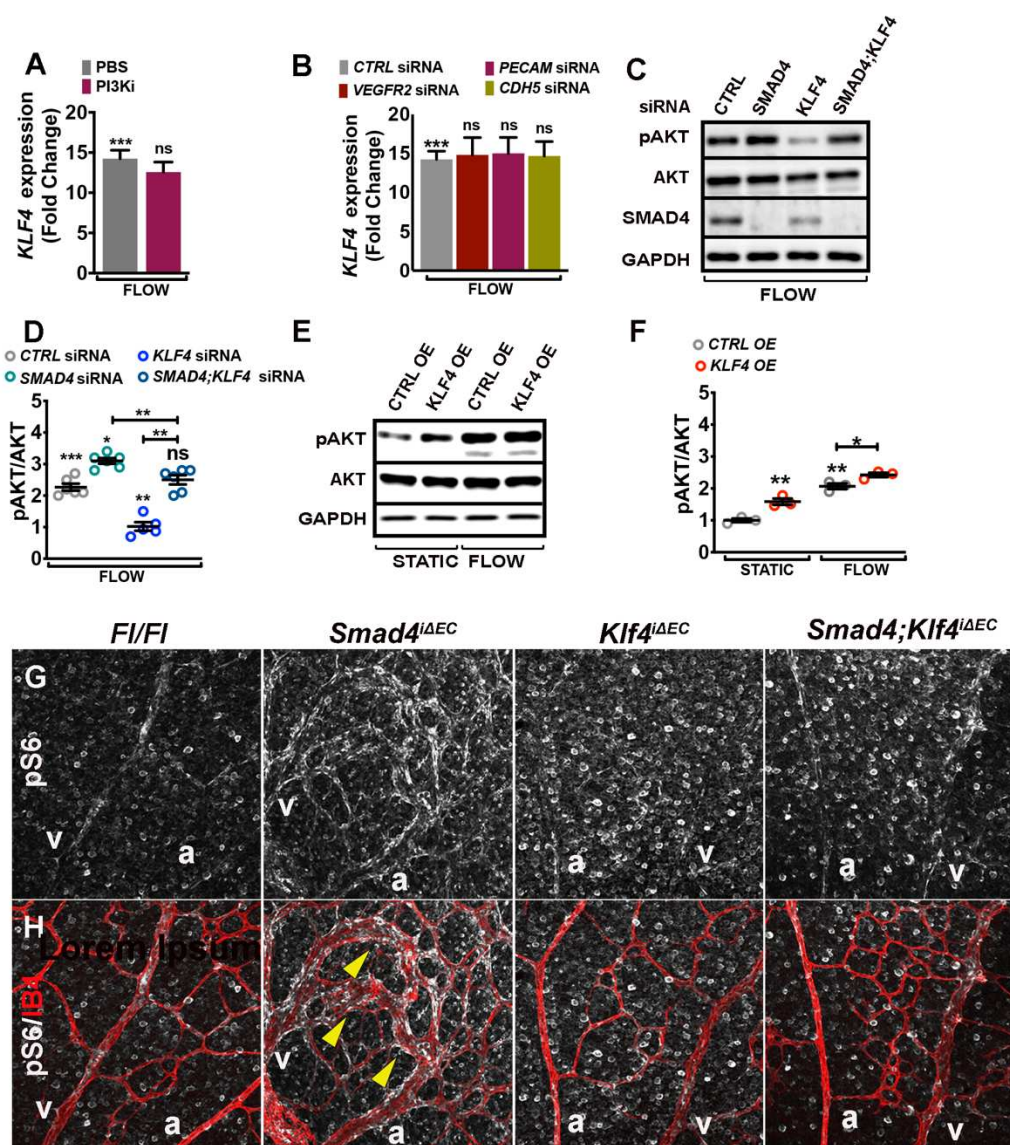 A
PBS
PI3Ki
KLF4 expression
(Fold Change)
20
15
10
5
0
***
ns
FLOW
B
CTRL siRNA
PECAM siRNA
VEGFR2 siRNA
CDH5 siRNA
KLF4 expression
(Fold Change)
20
15
10
5
0
***
ns
ns
ns
FLOW
C
siRNA
CTRL
SMAD4
KLF4
SMAD4;KLF4
pAKT
AKT
SMAD4
GAPDH
FLOW
D
CTRL siRNA
KLF4 siRNA
SMAD4 siRNA
SMAD4;KLF4 siRNA
pAKT/AKT
5
4
3
2
1
0
***
*
**
**
**
ns
FLOW
E
CTRL OE
KLF4 OE
CTRL OE
KLF4 OE
pAKT
AKT
GAPDH
STATIC
FLOW
F
CTRL OE
KLF4 OE
pAKT/AKT
5
4
3
2
1
0
**
**
*
STATIC
FLOW
Fl/Fl
Smad4iΔEC
Klf4iΔEC
Smad4;Klf4iΔEC
G
pS6
v
a
v
a
a
v
a
v
H
Lorem Ipsum
pS6/IB4
v
a
v
a
a
v
a
v